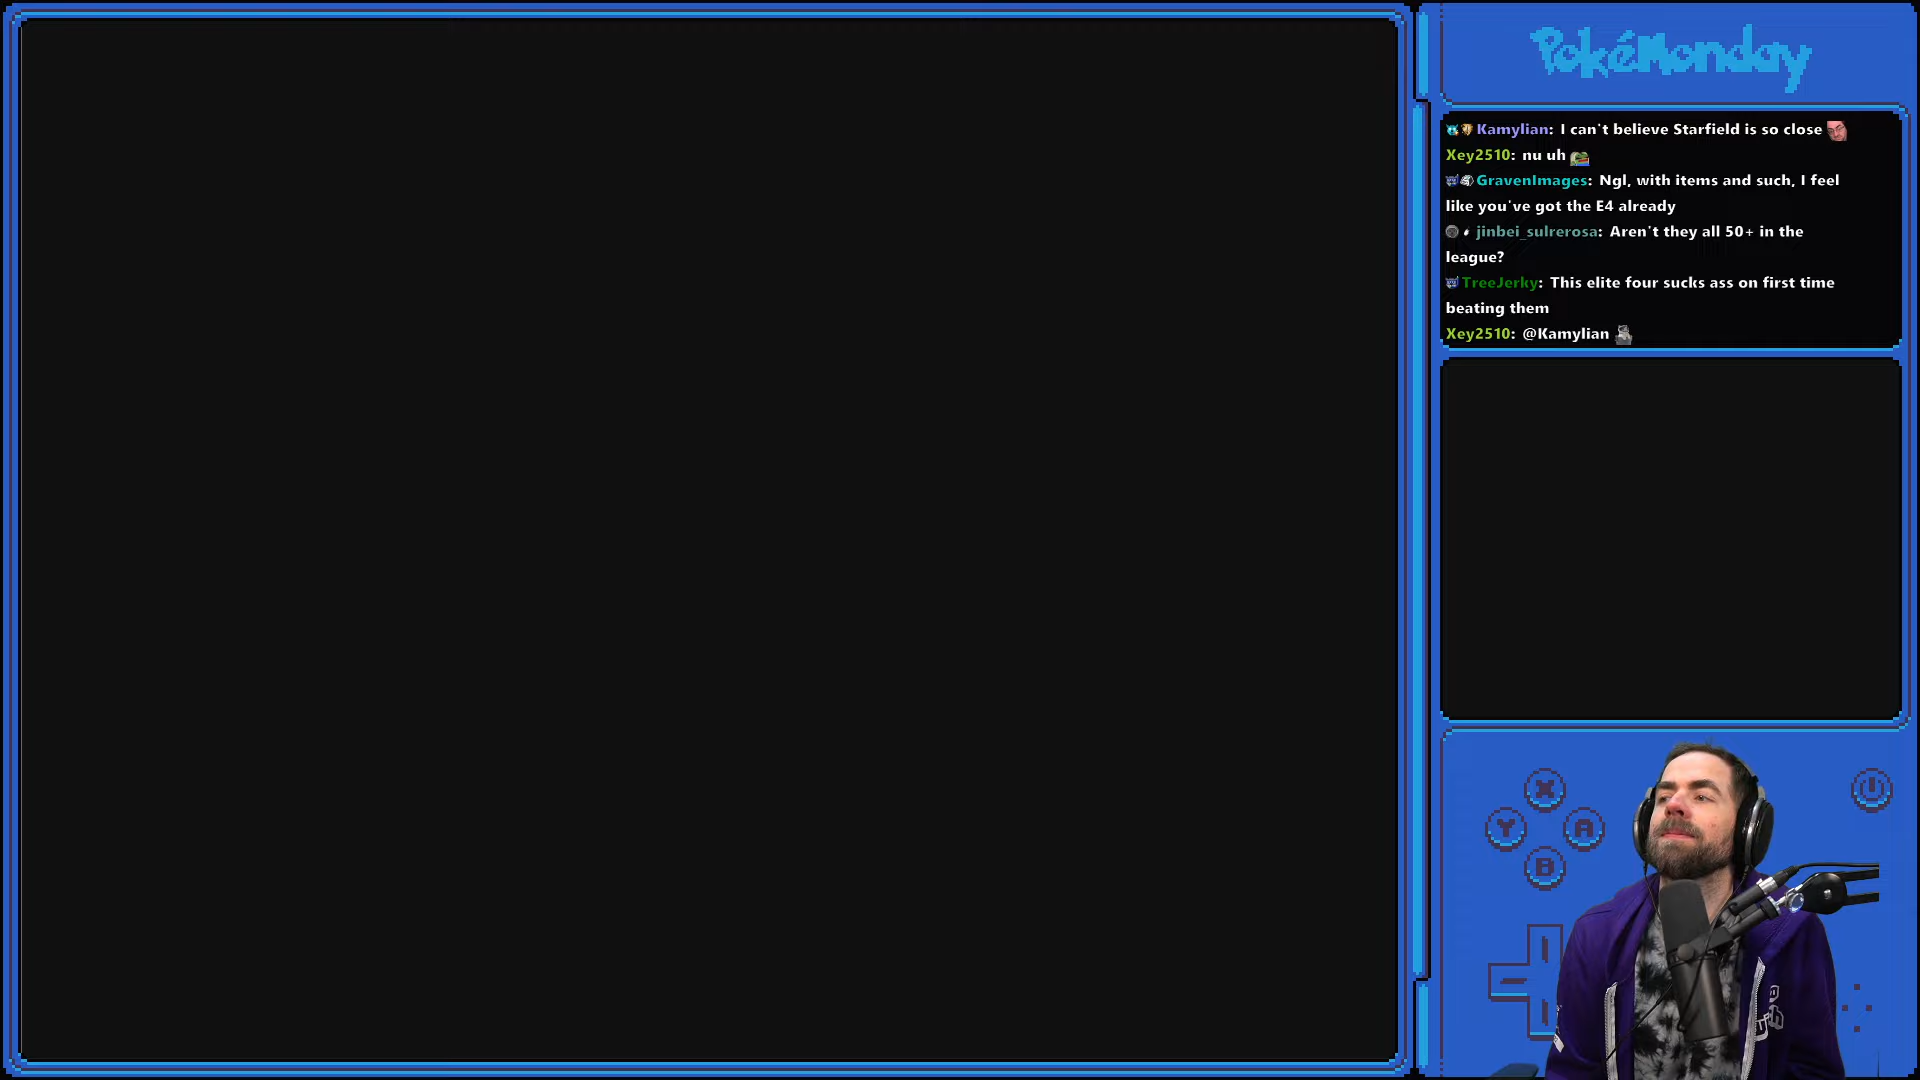 PokéMonday
Kamylian: I can't believe Starfield is so close
Xey2510: nu uh
GravenImages: Ngl, with items and such, I feel
like you've got the E4 already
jinbei_sulrerosa: Aren't they all 50+ in the
league?
TreeJerky: This elite four sucks ass on first time
beating them
Xey2510: @Kamylian
X
Y A
B